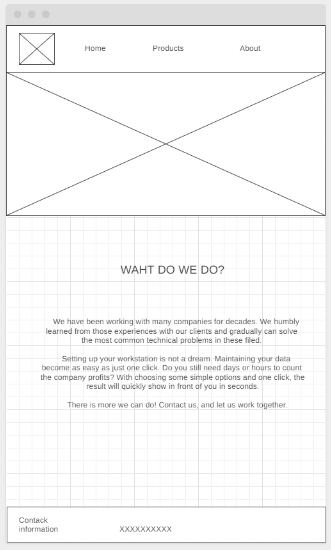 Home Products About
WAHT DO WE DO?
We have been working with many companies for decades. We humbly
learned from those experiences with our clients and gradually can solve
the most common technical problems in these filed.
Setting up your workstation is not a dream. Maintaining your data
become as easy as just one click. Do you still need days or hours to count
the company profits? With choosing some simple options and one click, the
result will quickly show in front of you in seconds.
There is more we can do! Contact us, and let us work together.
Contack
information
XXXXXXXXXX